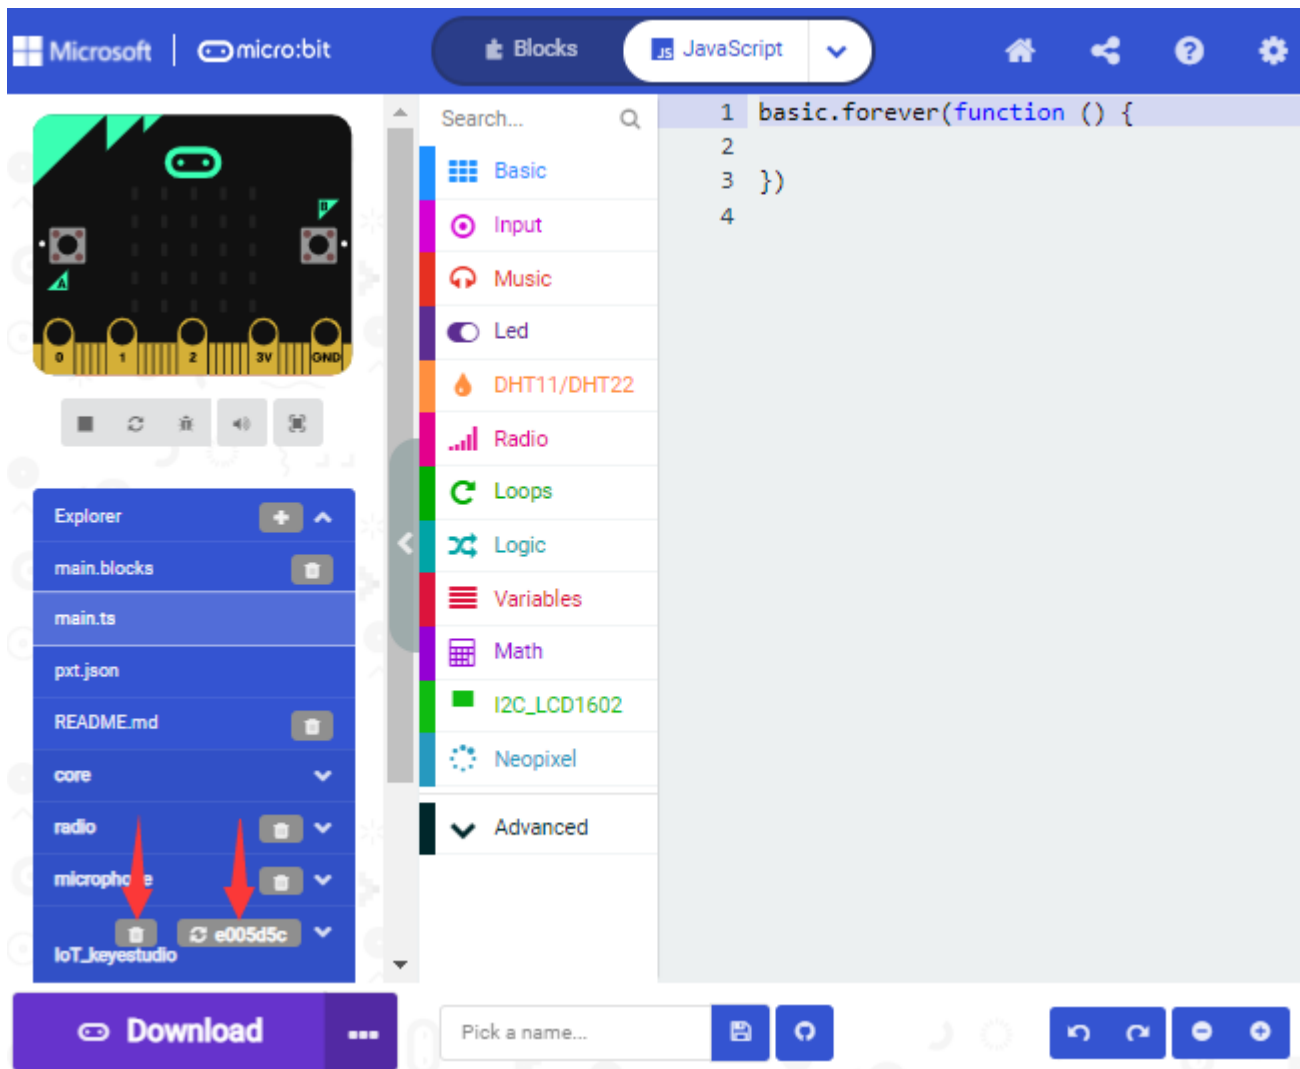 Microsoft micro:bit
Blocks
JS JavaScript
B
A
0 1 2 3V GND
Explorer
main.blocks
main.ts
pxt.json
README.md
core
radio
microphone
e005d5c
IoT_keyestudio
Download
Search...
Basic
Input
Music
Led
DHT11/DHT22
Radio
Loops
Logic
Variables
Math
I2C_LCD1602
Neopixel
Advanced
1 basic.forever(function () {
2
3 })
4
Pick a name...